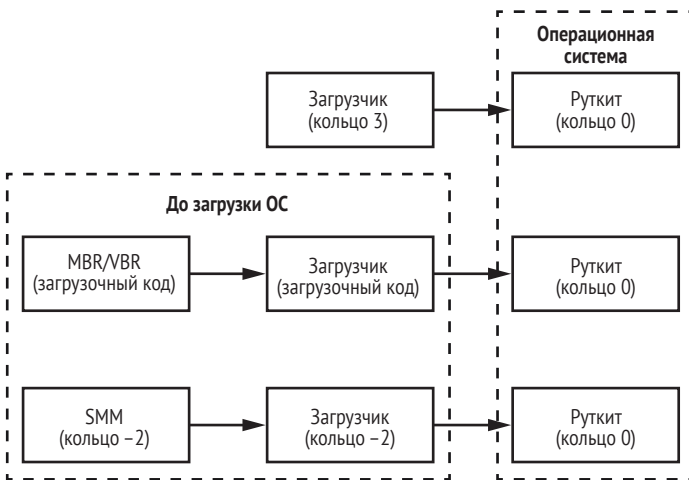 Операционная
система
Загрузчик
(кольцо 3)
Руткит
(кольцо 0)
До загрузки ОС
MBR/VBR
(загрузочный код)
Загрузчик
(загрузочный код)
Руткит
(кольцо 0)
SMM
(кольцо –2)
Загрузчик
(кольцо –2)
Руткит
(кольцо 0)